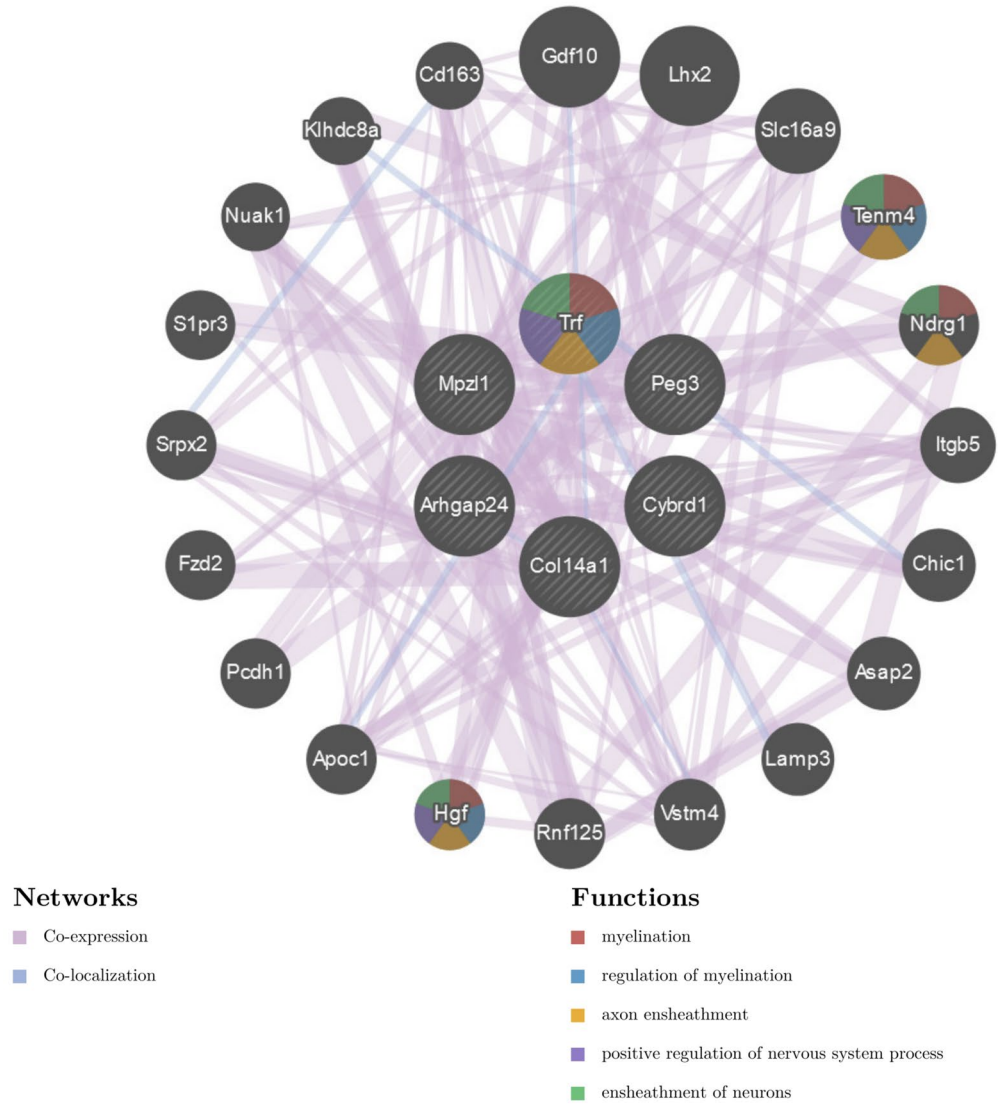 Gdf10
Lhx2
Cd163
Slc16a9
Klhdc8a
Tenm4
Nuak1
Trf
S1pr3
Ndrg1
Mpzl1
Peg3
Srpx2
Itgb5
Arhgap24
Cybrd1
Col14a1
Fzd2
Chic1
Pcdh1
Asap2
Apoc1
Lamp3
Hgf
Vstm4
Rnf125
Networks
Co-expression
Co-localization
Functions
myelination
regulation of myelination
axon ensheathment
positive regulation of nervous system process
ensheathment of neurons